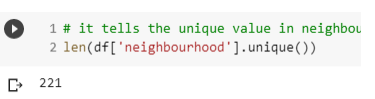 1 # it tells the unique value in neighbou
2 len(df['neighbourhood'].unique())
221